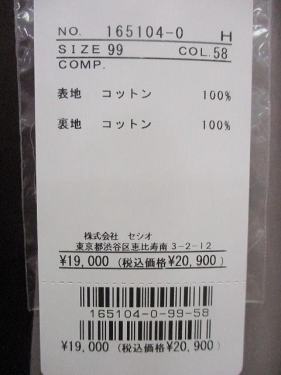 NO. 165104-0 H
SIZE 99 COL.58
COMP.
表地 コットン 100%
裏地 コットン 100%
株式会社 セシオ
東京都渋谷区恵比寿南3-2-12
¥19,000 (税込価格¥20,900)
165104-0-99-58
¥19,000 (税込価格¥20,900)